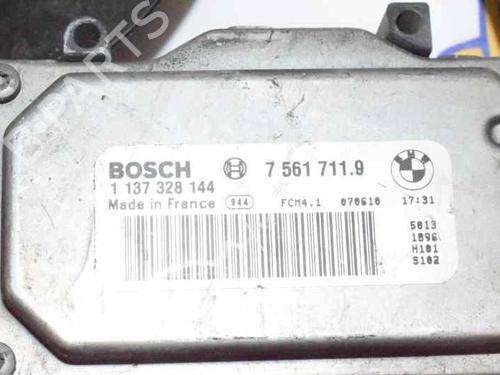 B-PARTS
BOSCH 7 561 711.9
1 137 328 144
Made in France 944 FCM4.1 070610 17:31
5013
1896
H101
S102